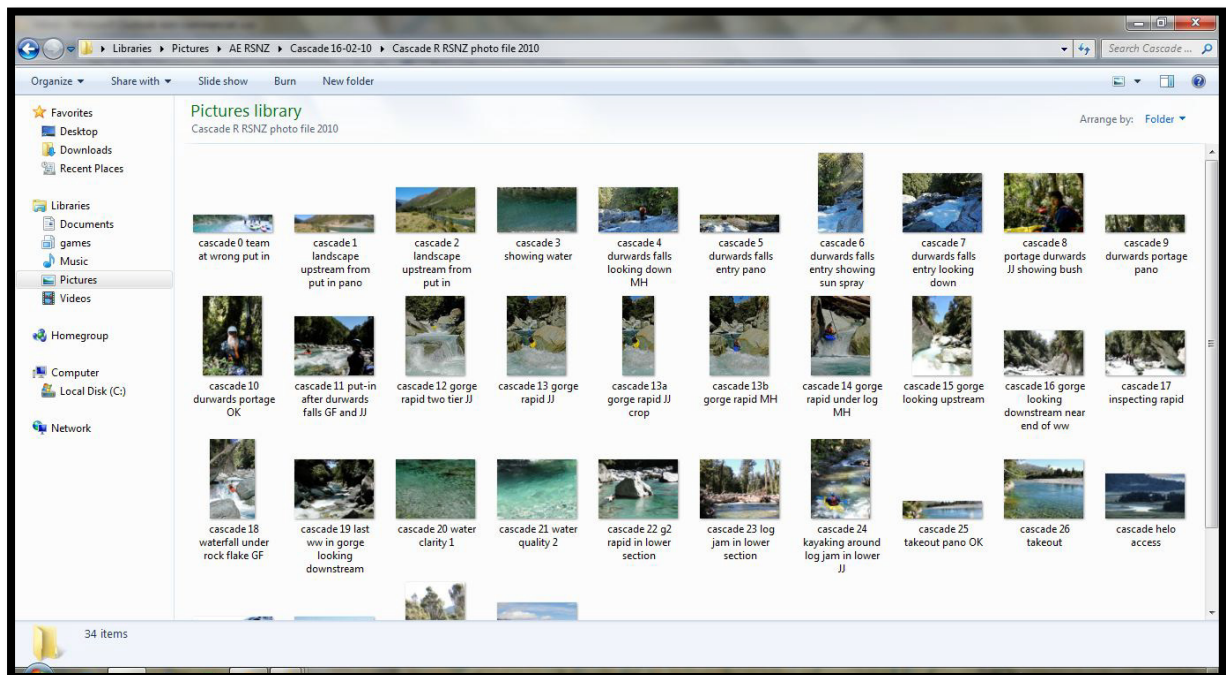 Libraries Pictures AE RSNZ Cascade 16-02-10 Cascade R RSNZ photo file 2010
Search Cascade ...
Organize Share with Slide show Burn New folder
Favorites
Desktop
Downloads
Recent Places
Libraries
Documents
games
Music
Pictures
Videos
Homegroup
Computer
Local Disk (C:)
Network
Pictures library
Cascade R RSNZ photo file 2010
Arrange by: Folder
cascade 0 team
at wrong put in
cascade 1
landscape
upstream from
put in pano
cascade 2
landscape
upstream from
put in
cascade 3
showing water
cascade 4
durwards falls
looking down
MH
cascade 5
durwards falls
entry pano
cascade 6
durwards falls
entry showing
sun spray
cascade 7
durwards falls
entry looking
down
cascade 8
portage durwards
JJ showing bush
cascade 9
durwards portage
pano
cascade 10
durwards portage
OK
cascade 11 put-in
after durwards
falls GF and JJ
cascade 12 gorge
rapid two tier JJ
cascade 13 gorge
rapid JJ
cascade 13a
gorge rapid JJ
crop
cascade 13b
gorge rapid MH
cascade 14 gorge
rapid under log
MH
cascade 15 gorge
looking upstream
cascade 16 gorge
looking
downstream near
end of ww
cascade 17
inspecting rapid
cascade 18
waterfall under
rock flake GF
cascade 19 last
ww in gorge
looking
downstream
cascade 20 water
clarity 1
cascade 21 water
quality 2
cascade 22 g2
rapid in lower
section
cascade 23 log
jam in lower
section
cascade 24
kayaking around
log jam in lower
JJ
cascade 25
takeout pano OK
cascade 26
takeout
cascade helo
access
34 items